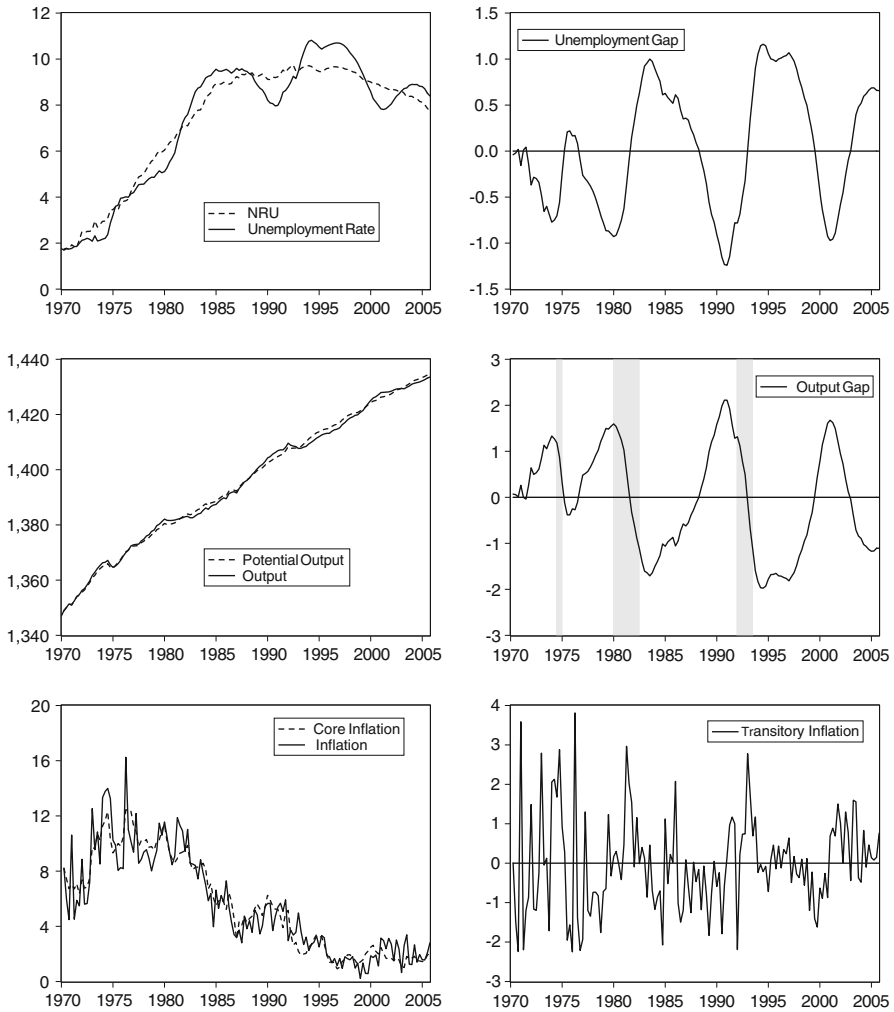 12
10
8
6
4
2
0
NRU
Unemployment Rate
1970 1975 1980 1985 1990 1995 2000 2005
1.5
1.0
0.5
0.0
-0.5
-1.0
-1.5
Unemployment Gap
1970 1975 1980 1985 1990 1995 2000 2005
1,440
1,420
1,400
1,380
1,360
1,340
Potential Output
Output
1970 1975 1980 1985 1990 1995 2000 2005
3
2
1
0
-1
-2
-3
Output Gap
1970 1975 1980 1985 1990 1995 2000 2005
20
16
12
8
4
0
Core Inflation
Inflation
1970 1975 1980 1985 1990 1995 2000 2005
4
3
2
1
0
-1
-2
-3
Transitory Inflation
1970 1975 1980 1985 1990 1995 2000 2005